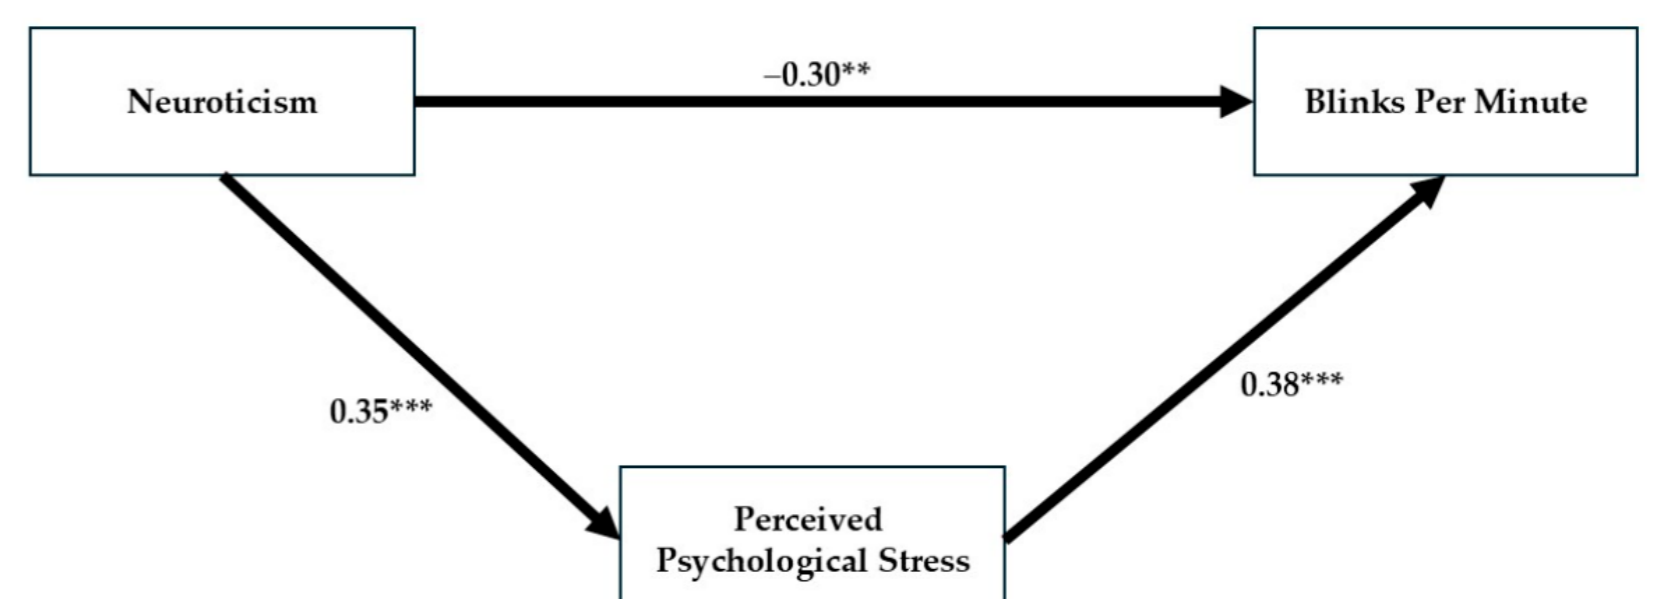 –0.30**
Neuroticism
Blinks Per Minute
0.35***
0.38***
Perceived
Psychological Stress